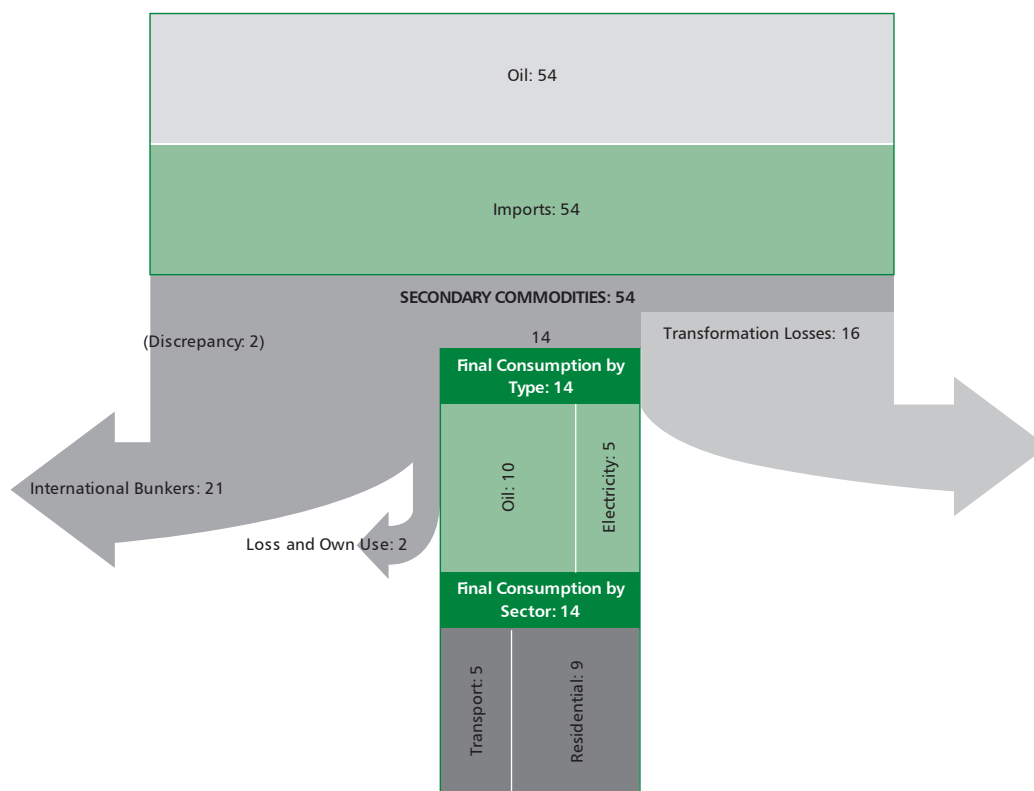 Oil: 54
Imports: 54
SECONDARY COMMODITIES: 54
(Discrepancy: 2)
14
Transformation Losses: 16
Final Consumption by
Type: 14
Oil: 10
Electricity: 5
International Bunkers: 21
Loss and Own Use: 2
Final Consumption by
Sector: 14
Transport: 5
Residential: 9